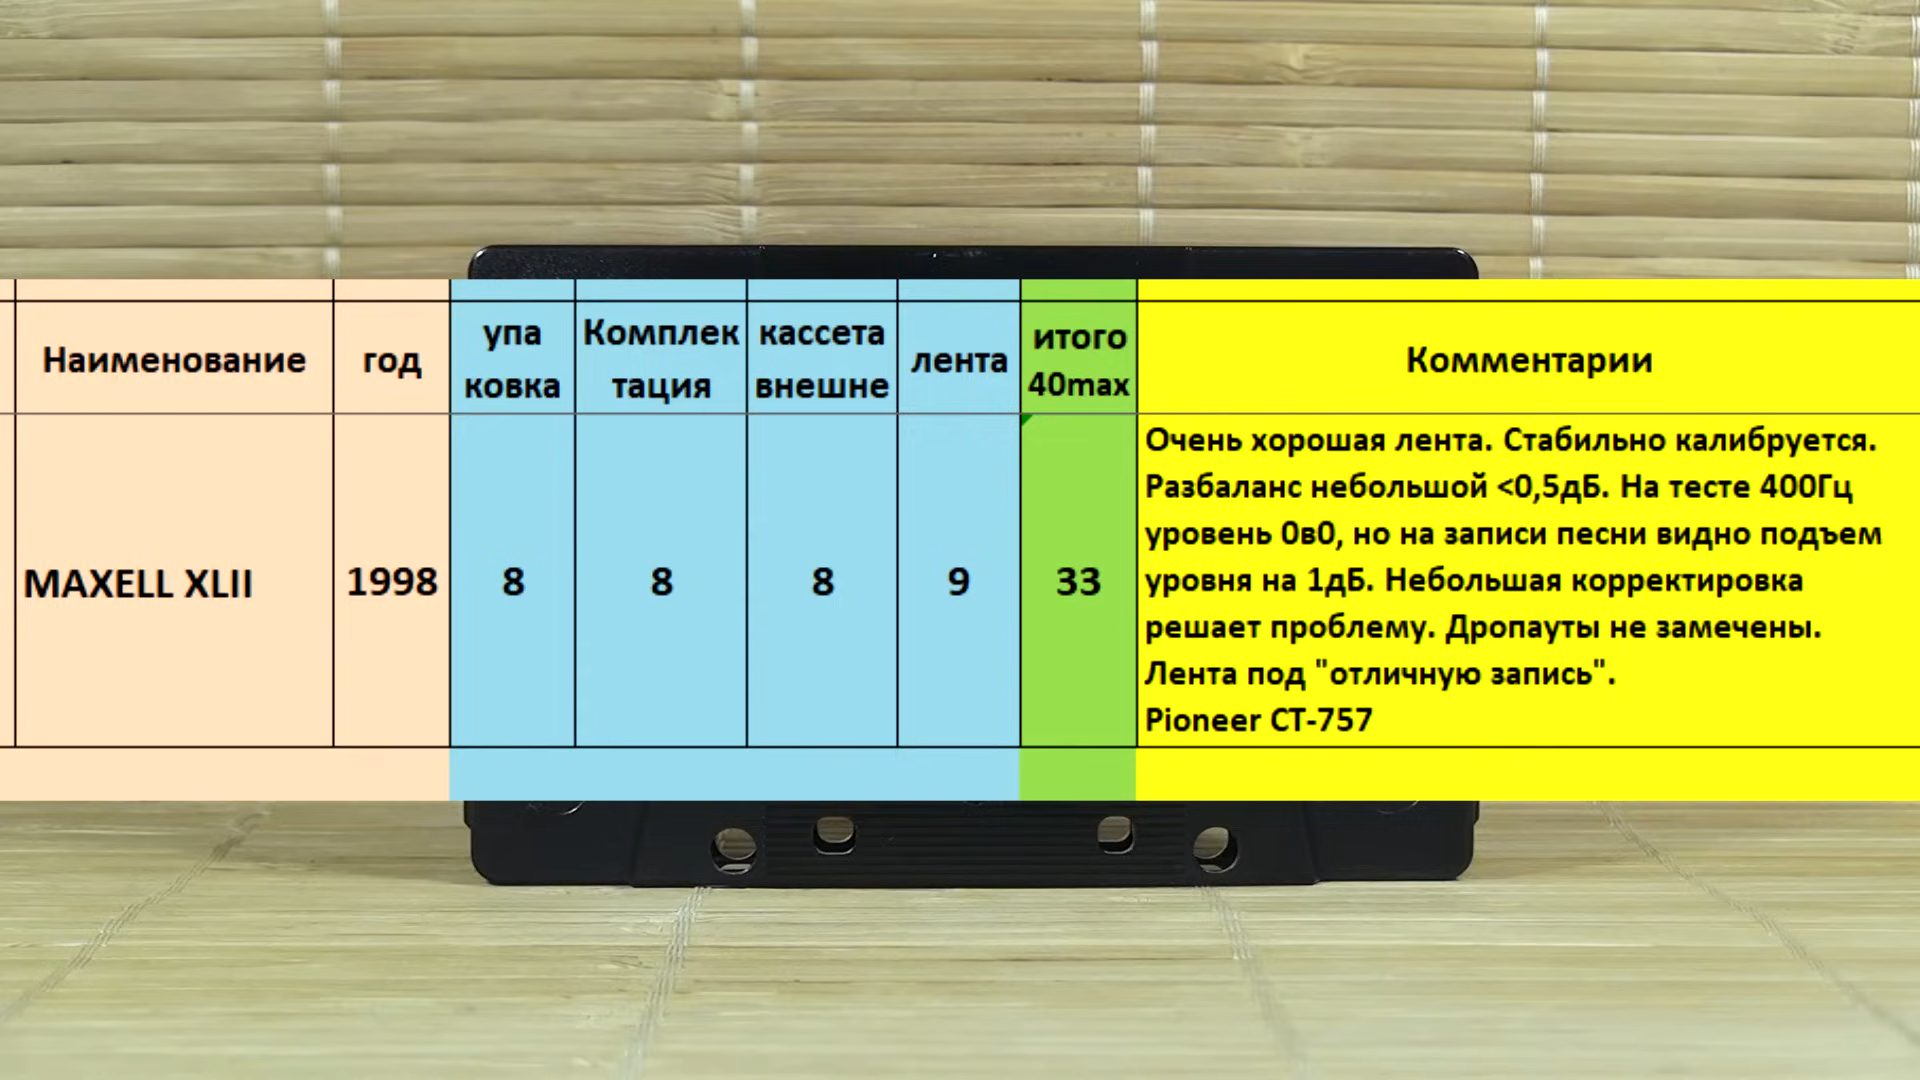 Наименование
год
упа
ковка
Комплек
тация
кассета
внешне
лента
итого
40max
Комментарии
MAXELL XLII
1998
8
8
8
9
33
Очень хорошая лента. Стабильно калибруется.
Разбаланс небольшой <0,5дБ. На тесте 400Гц
уровень 0в0, но на записи песни видно подъем
уровня на 1дБ. Небольшая корректировка
решает проблему. Дропауты не замечены.
Лента под "отличную запись".
Pioneer CT-757